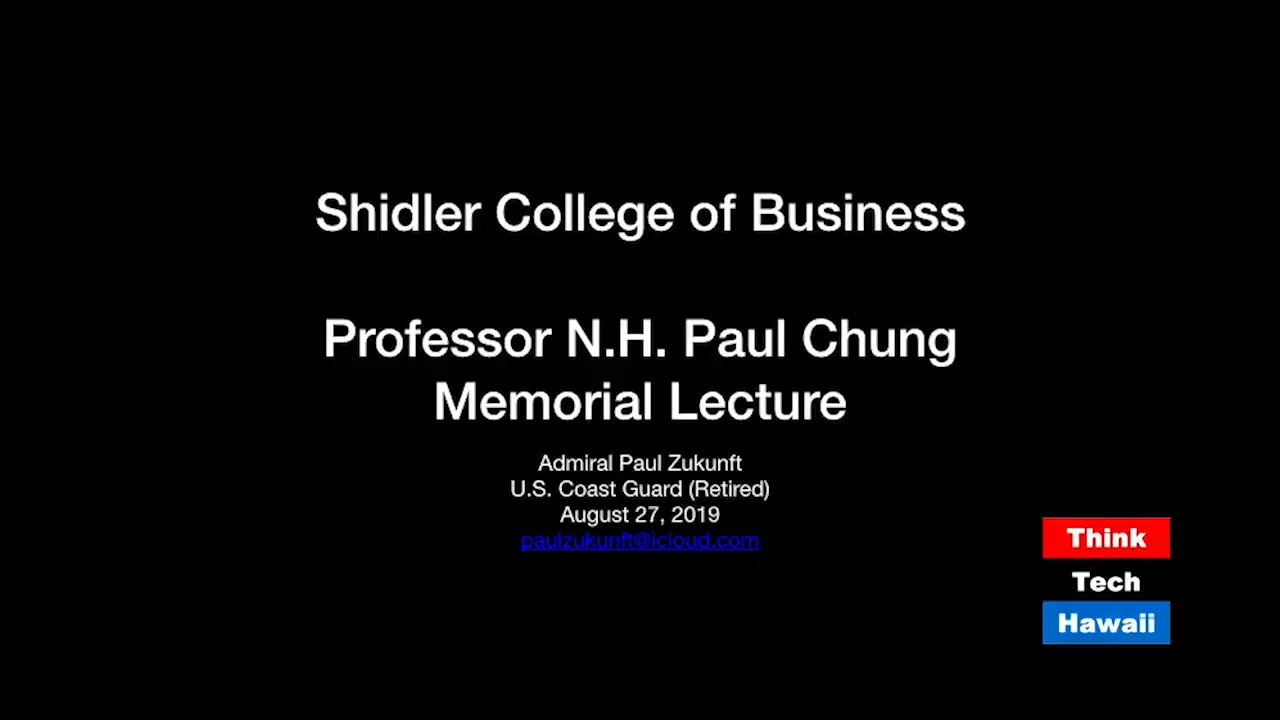 Shidler College of Business
Professor N.H. Paul Chung
Memorial Lecture
Admiral Paul Zukunft
U.S. Coast Guard (Retired)
August 27, 2019
paulzukunft@icloud.com
Think
Tech
Hawaii